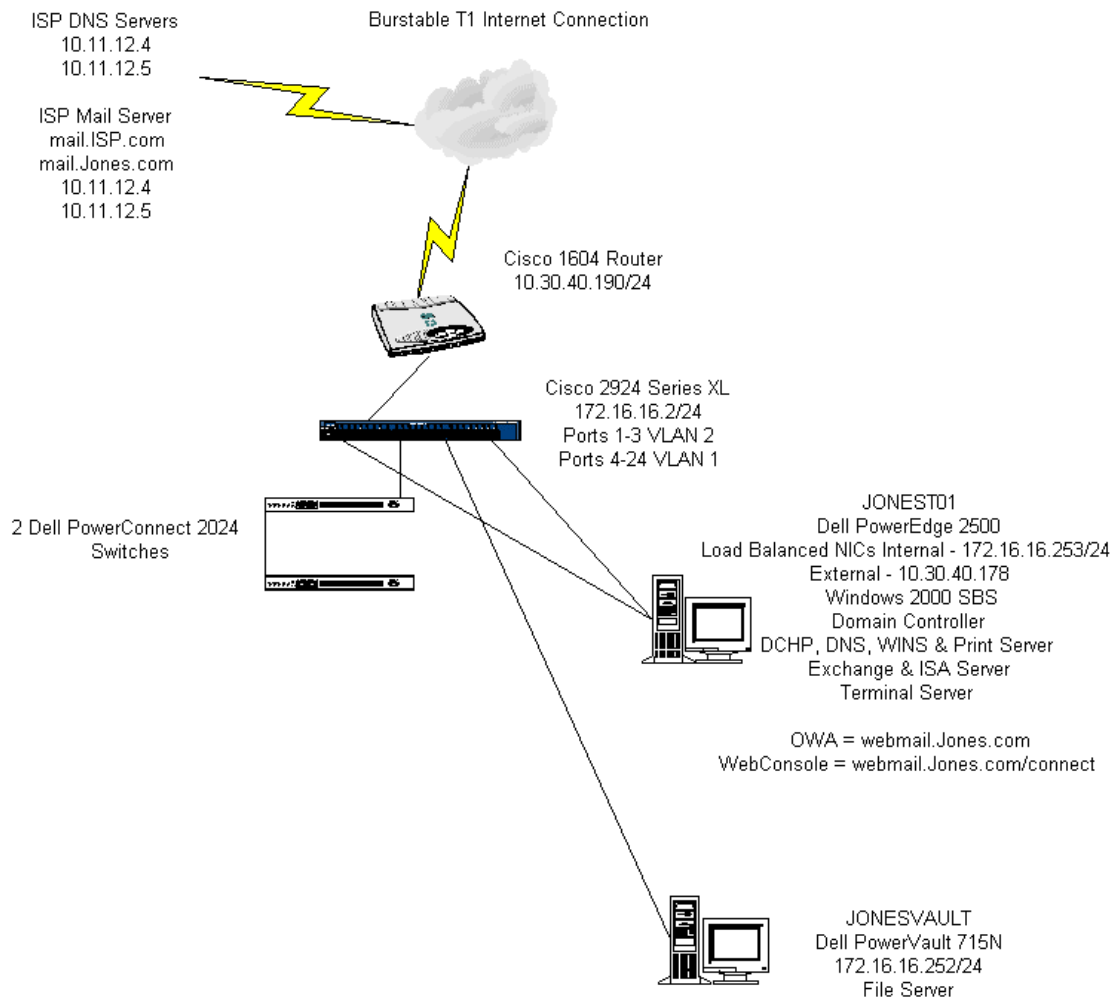 ISP DNS Servers
10.11.12.4
10.11.12.5
ISP Mail Server
mail.ISP.com
mail.Jones.com
10.11.12.4
10.11.12.5
Burstable T1 Internet Connection
Cisco 1604 Router
10.30.40.190/24
Cisco 2924 Series XL
172.16.16.2/24
Ports 1-3 VLAN 2
Ports 4-24 VLAN 1
2 Dell PowerConnect 2024
Switches
JONEST01
Dell PowerEdge 2500
Load Balanced NICs Internal - 172.16.16.253/24
External - 10.30.40.178
Windows 2000 SBS
Domain Controller
DCHP, DNS, WINS & Print Server
Exchange & ISA Server
Terminal Server
OWA = webmail.Jones.com
WebConsole = webmail.Jones.com/connect
JONESVAULT
Dell PowerVault 715N
172.16.16.252/24
File Server